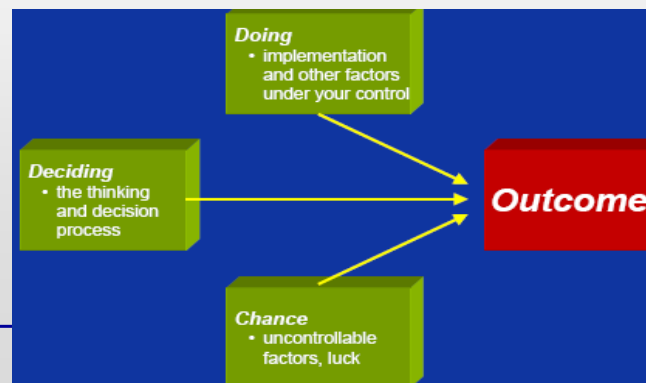 Doing
• implementation
and other factors
under your control
Deciding
• the thinking
and decision
process
Outcome
Chance
• uncontrollable
factors, luck